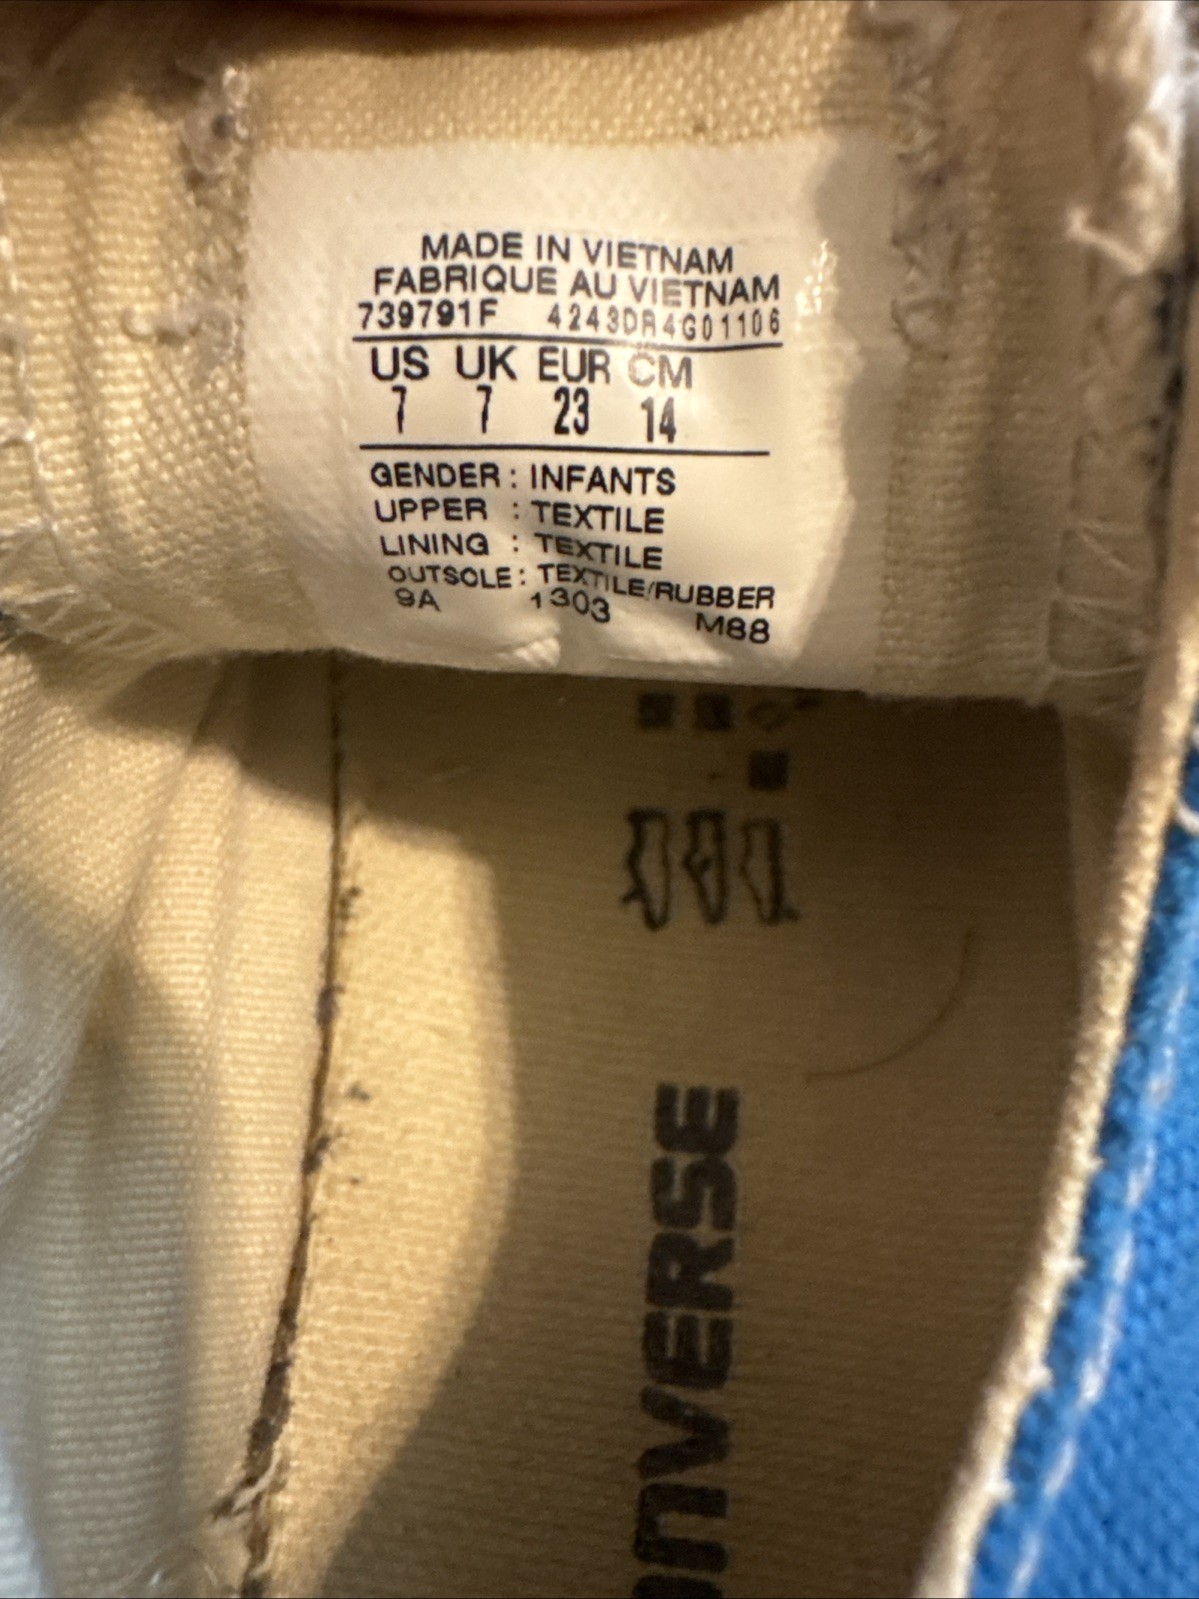 MADE IN VIETNAM
FABRIQUE AU VIETNAM
739791F 4243DR4G01106
US UK EUR CM
7 7 23 14
GENDER : INFANTS
UPPER : TEXTILE
LINING : TEXTILE
OUTSOLE : TEXTILE/RUBBER
9A 1303 M88
NVERSE